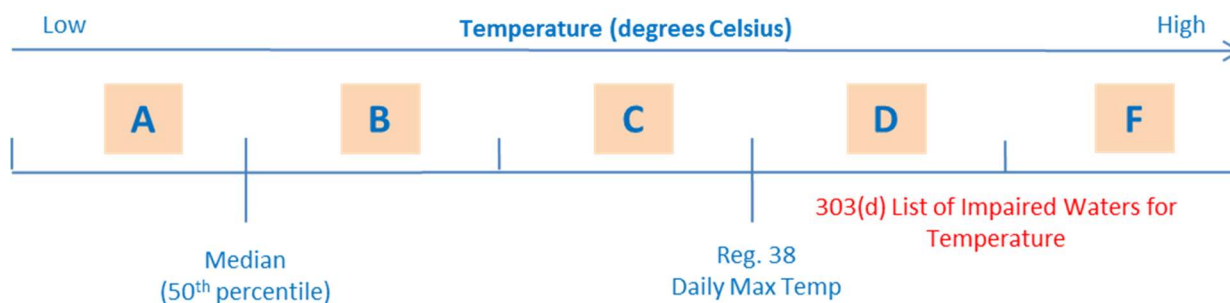 Low Temperature (degrees Celsius) High
A B C D F
303(d) List of Impaired Waters for
Temperature
Median
(50th percentile)
Reg. 38
Daily Max Temp